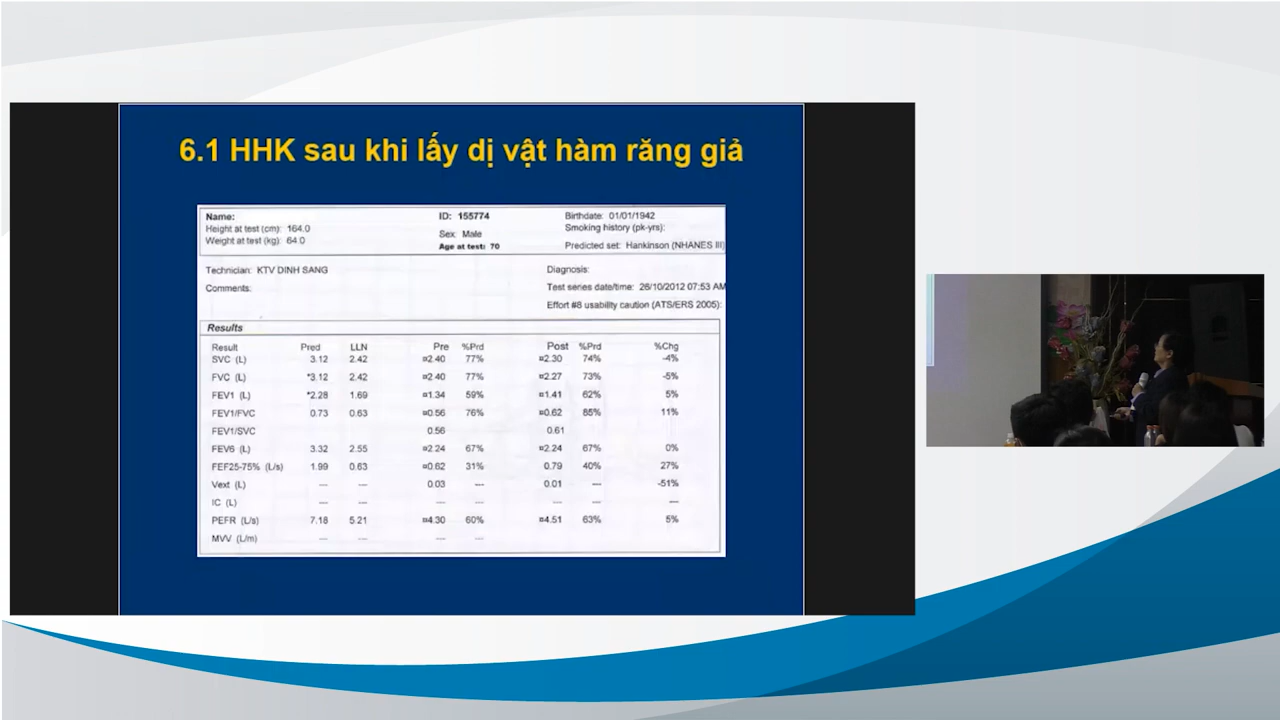 6.1 HHK sau khi lấy dị vật hàm răng giả
Name: ID: 155774 Birthdate: 01/01/1942
Height at test (cm): 164.0 Sex: Male Smoking history (pk-yrs):
Weight at test (kg): 64.0 Age at test: 70 Predicted set: Hankinson (NHANES III)
Technician: KTV DINH SANG Diagnosis:
Comments: Test series date/time: 26/10/2012 07:53 AM
Effort #8 usability caution (ATS/ERS 2005):
Results
Result Pred LLN Pre %Prd Post %Prd %Chg
SVC (L) 3.12 2.42 ¤2.40 77% ¤2.30 74% -4%
FVC (L) *3.12 2.42 ¤2.40 77% ¤2.27 73% -5%
FEV1 (L) *2.28 1.69 ¤1.34 59% ¤1.41 62% 5%
FEV1/FVC 0.73 0.63 ¤0.56 76% ¤0.62 85% 11%
FEV1/SVC 0.56 0.61
FEV6 (L) 3.32 2.55 ¤2.24 67% ¤2.24 67% 0%
FEF25-75% (L/s) 1.99 0.63 ¤0.62 31% 0.79 40% 27%
Vext (L) --- --- 0.03 --- 0.01 --- -51%
IC (L) --- --- --- --- --- --- ---
PEFR (L/s) 7.18 5.21 ¤4.30 60% ¤4.51 63% 5%
MVV (L/m) --- --- --- ---